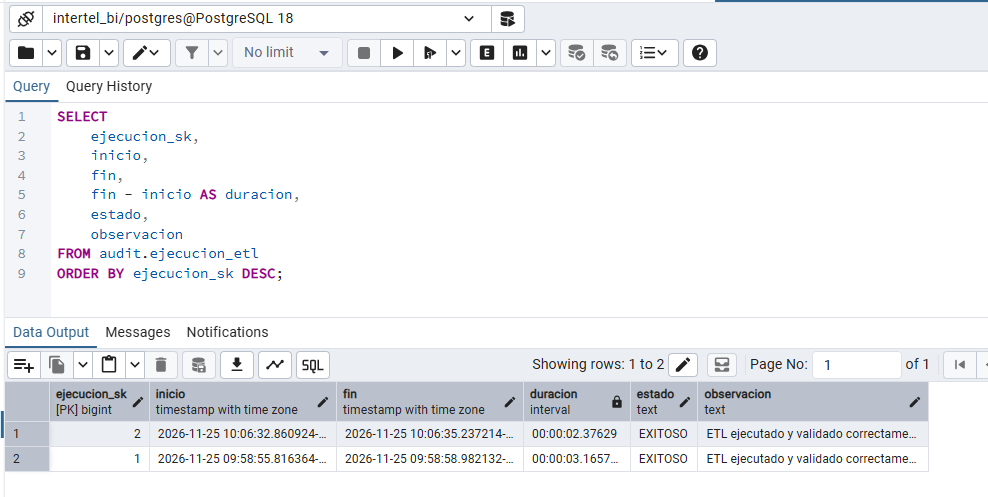 intertel_bi/postgres@PostgreSQL 18
No limit
E
Query Query History
1 SELECT
2 ejecucion_sk,
3 inicio,
4 fin,
5 fin - inicio AS duracion,
6 estado,
7 observacion
8 FROM audit.ejecucion_etl
9 ORDER BY ejecucion_sk DESC;
Data Output Messages Notifications
SQL Showing rows: 1 to 2 Page No: 1 of 1
ejecucion_sk inicio fin duracion estado observacion
[PK] bigint timestamp with time zone timestamp with time zone interval text text
1 2 2026-11-25 10:06:32.860924-... 2026-11-25 10:06:35.237214-... 00:00:02.37629 EXITOSO ETL ejecutado y validado correctame...
2 1 2026-11-25 09:58:55.816364-... 2026-11-25 09:58:58.982132-... 00:00:03.1657... EXITOSO ETL ejecutado y validado correctame...